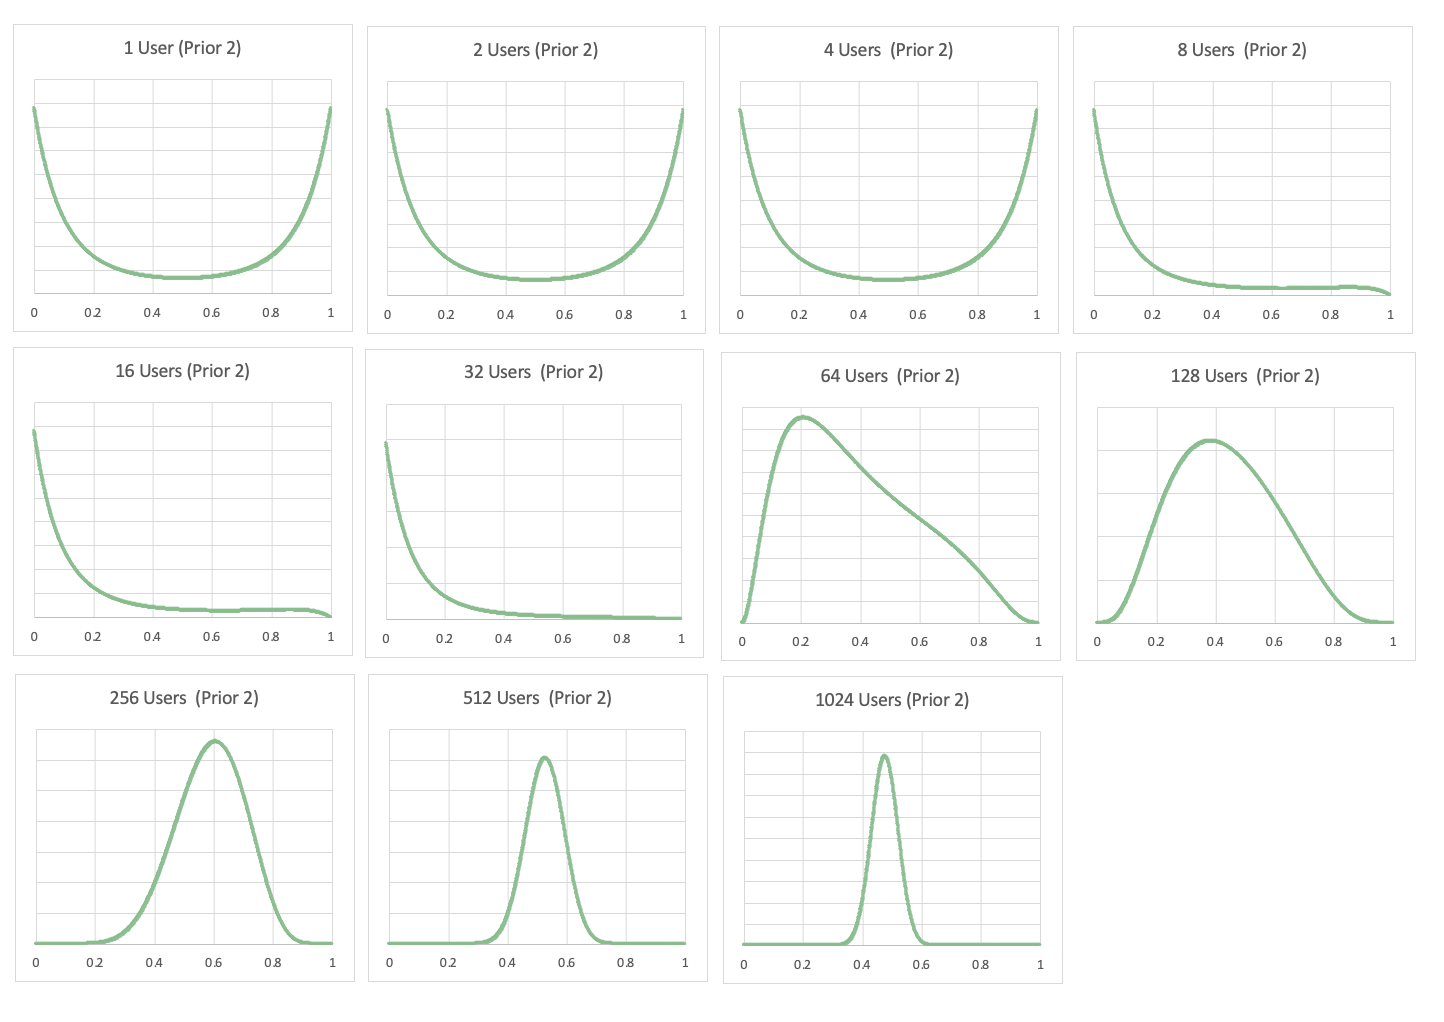 1 User (Prior 2)
0 0.2 0.4 0.6 0.8 1
2 Users (Prior 2)
0 0.2 0.4 0.6 0.8 1
4 Users (Prior 2)
0 0.2 0.4 0.6 0.8 1
8 Users (Prior 2)
0 0.2 0.4 0.6 0.8 1
16 Users (Prior 2)
0 0.2 0.4 0.6 0.8 1
32 Users (Prior 2)
0 0.2 0.4 0.6 0.8 1
64 Users (Prior 2)
0 0.2 0.4 0.6 0.8 1
128 Users (Prior 2)
0 0.2 0.4 0.6 0.8 1
256 Users (Prior 2)
0 0.2 0.4 0.6 0.8 1
512 Users (Prior 2)
0 0.2 0.4 0.6 0.8 1
1024 Users (Prior 2)
0 0.2 0.4 0.6 0.8 1